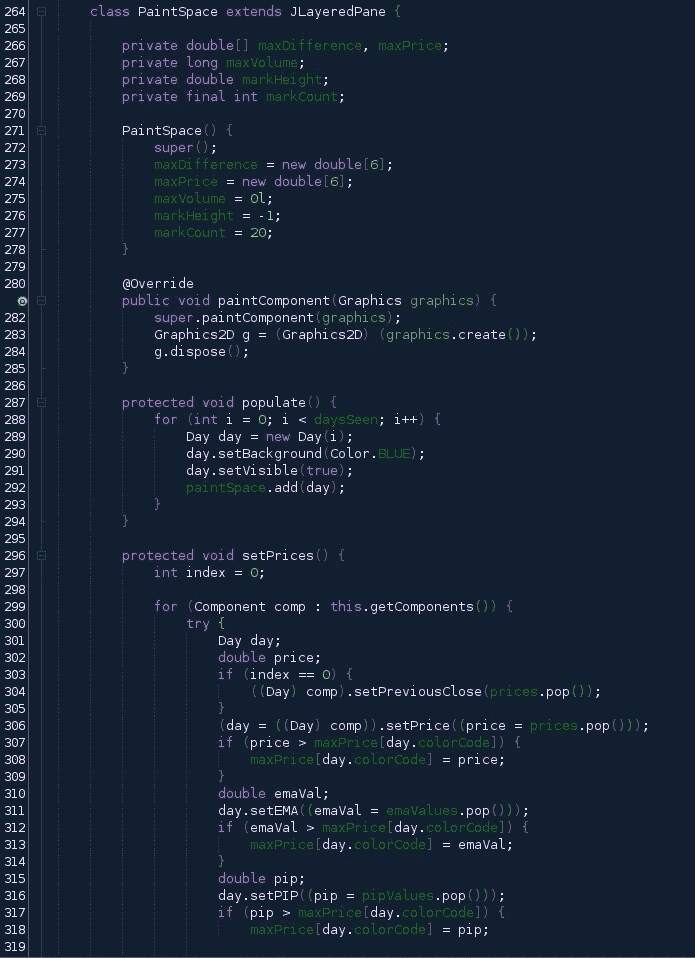 264 class PaintSpace extends JLayeredPane {
265
266 private double[] maxDifference, maxPrice;
267 private long maxVolume;
268 private double markHeight;
269 private final int markCount;
270
271 PaintSpace() {
272 super();
273 maxDifference = new double[6];
274 maxPrice = new double[6];
275 maxVolume = 0l;
276 markHeight = -1;
277 markCount = 20;
278 }
279
280 @Override
public void paintComponent(Graphics graphics) {
282 super.paintComponent(graphics);
283 Graphics2D g = (Graphics2D) (graphics.create());
284 g.dispose();
285 }
286
287 protected void populate() {
288 for (int i = 0; i < daysSeen; i++) {
289 Day day = new Day(i);
290 day.setBackground(Color.BLUE);
291 day.setVisible(true);
292 paintSpace.add(day);
293 }
294 }
295
296 protected void setPrices() {
297 int index = 0;
298
299 for (Component comp : this.getComponents()) {
300 try {
301 Day day;
302 double price;
303 if (index == 0) {
304 ((Day) comp).setPreviousClose(prices.pop());
305 }
306 (day = ((Day) comp)).setPrice((price = prices.pop()));
307 if (price > maxPrice[day.colorCode]) {
308 maxPrice[day.colorCode] = price;
309 }
310 double emaVal;
311 day.setEMA((emaVal = emaValues.pop()));
312 if (emaVal > maxPrice[day.colorCode]) {
313 maxPrice[day.colorCode] = emaVal;
314 }
315 double pip;
316 day.setPIP((pip = pipValues.pop()));
317 if (pip > maxPrice[day.colorCode]) {
318 maxPrice[day.colorCode] = pip;
319